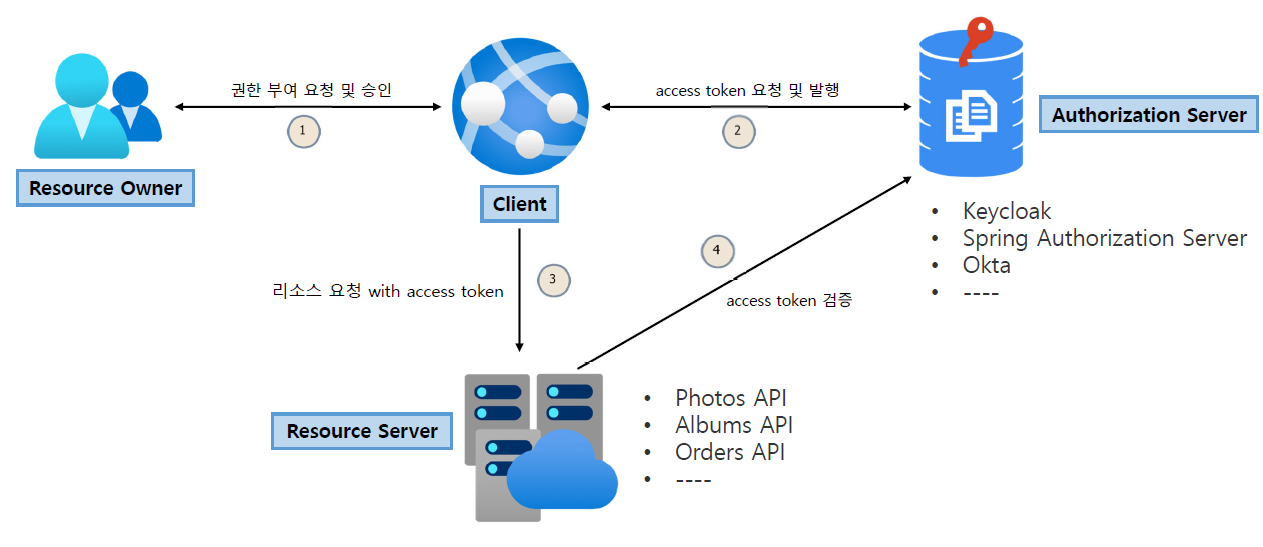 권한 부여 요청 및 승인
1
Resource Owner
Client
access token 요청 및 발행
2
Authorization Server
• Keycloak
• Spring Authorization Server
• Okta
• ----
리소스 요청 with access token
3
4
access token 검증
Resource Server
• Photos API
• Albums API
• Orders API
• ----